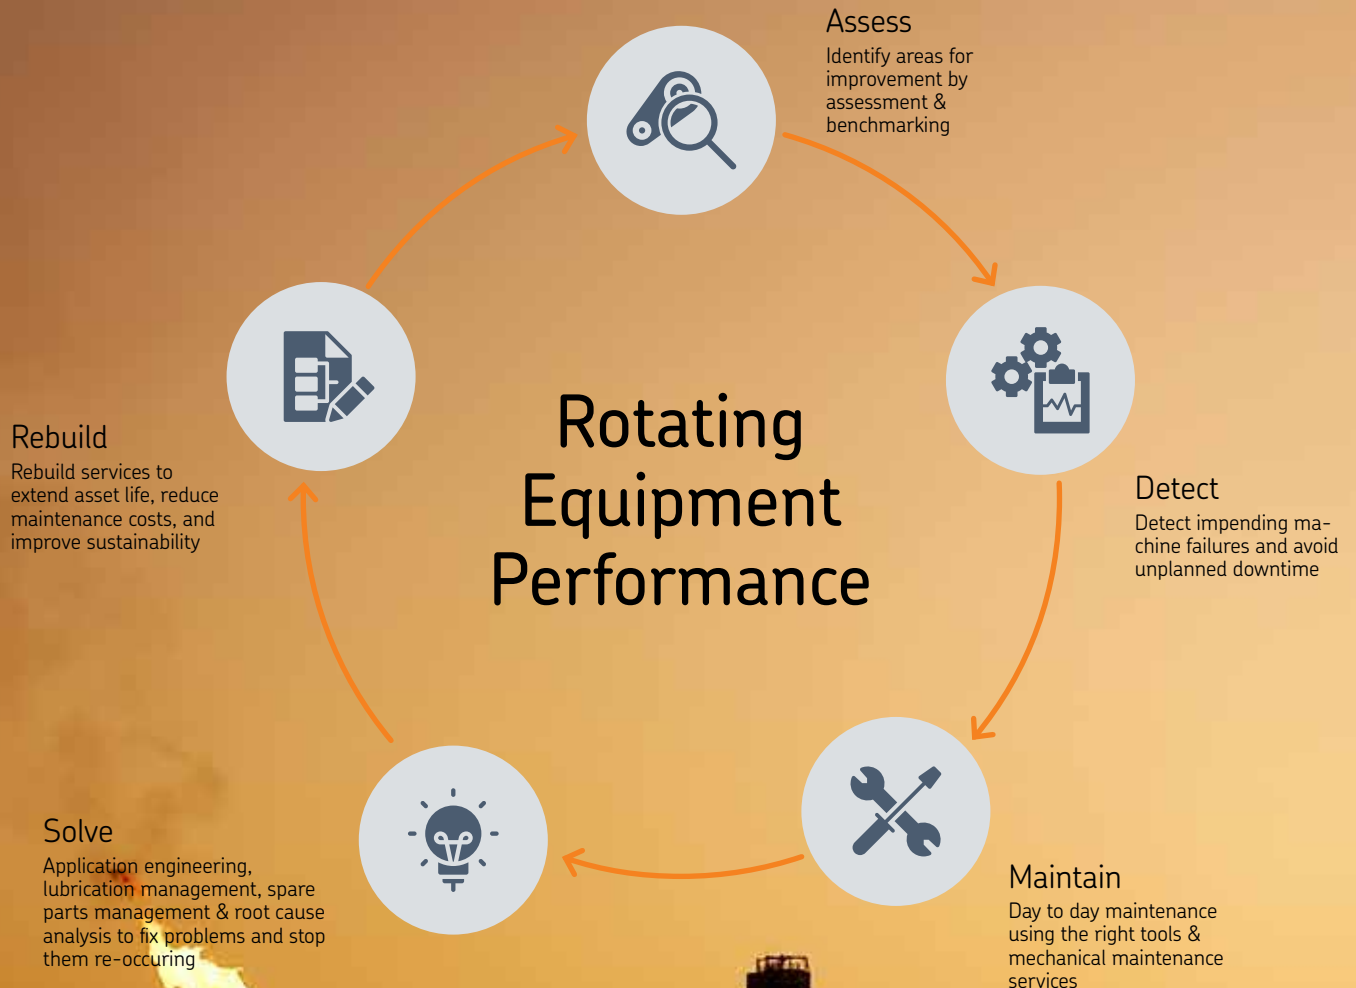 Assess
Identify areas for
improvement by
assessment &
benchmarking
Rotating
Equipment
Performance
Detect
Detect impending ma-
chine failures and avoid
unplanned downtime
Maintain
Day to day maintenance
using the right tools &
mechanical maintenance
services
Solve
Application engineering,
lubrication management, spare
parts management & root cause
analysis to fix problems and stop
them re-occuring
Rebuild
Rebuild services to
extend asset life, reduce
maintenance costs, and
improve sustainability